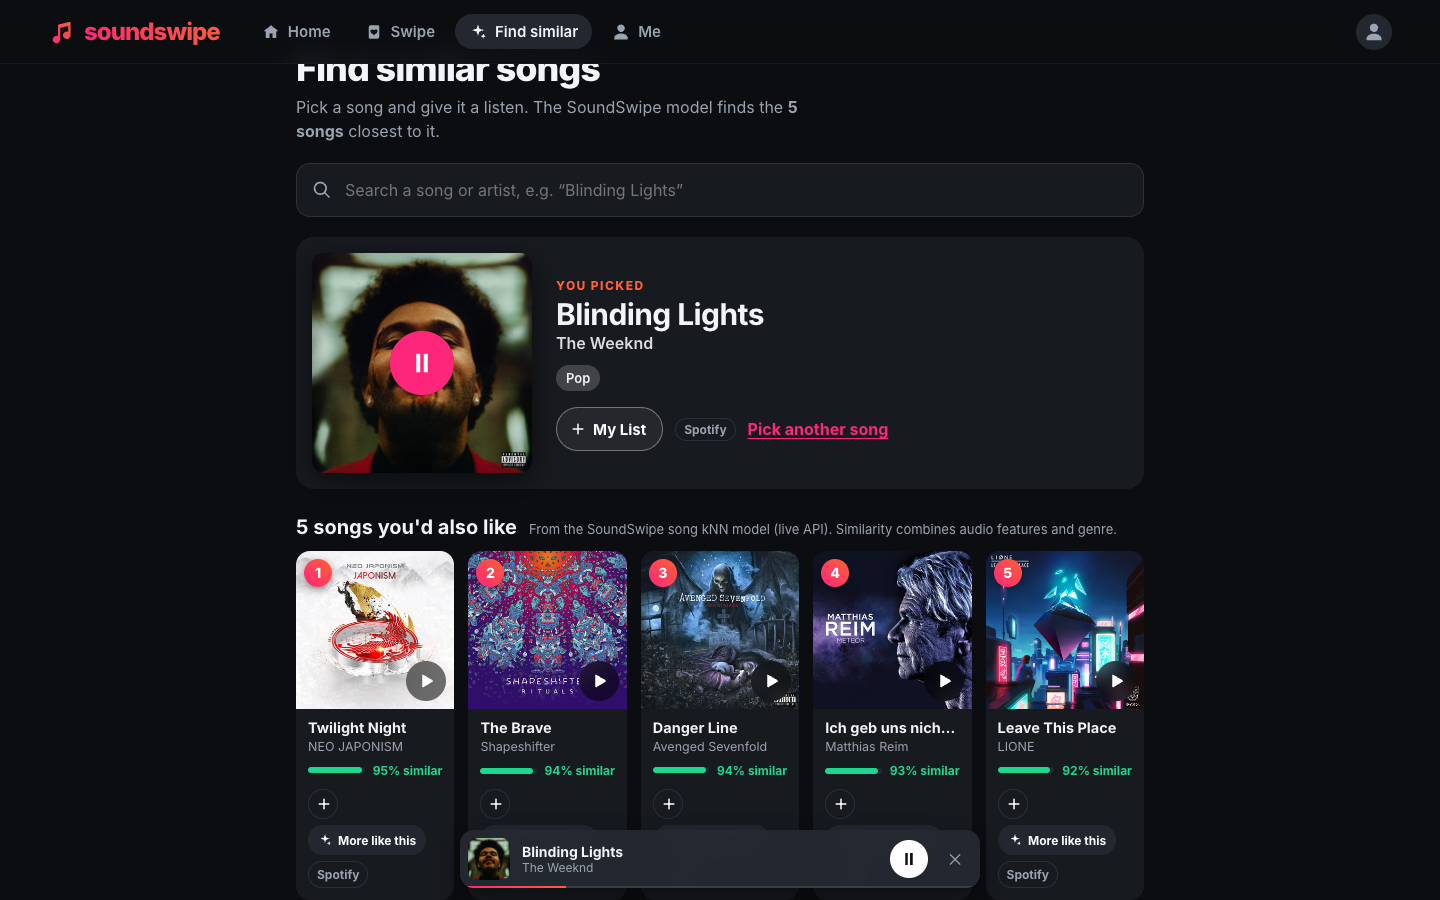 soundswipe
Home
Swipe
Find similar
Me
Find similar songs
Pick a song and give it a listen. The SoundSwipe model finds the 5
songs closest to it.
Search a song or artist, e.g. “Blinding Lights”
YOU PICKED
Blinding Lights
The Weeknd
Pop
+ My List
Spotify
Pick another song
5 songs you'd also like
From the SoundSwipe song kNN model (live API). Similarity combines audio features and genre.
1
NEO JAPONISM
JAPONISM
Twilight Night
NEO JAPONISM
95% similar
+
More like this
Spotify
2
SHAPESHIFTE
RITUALS
The Brave
Shapeshifter
94% similar
+
3
AVENGED SEVENFOLD
Danger Line
Avenged Sevenfold
94% similar
+
4
MATTHIAS
REIM
METEOR
Ich geb uns nich...
Matthias Reim
93% similar
+
5
LIONE
Leave This Place
LIONE
92% similar
+
More like this
Spotify
Blinding Lights
The Weeknd